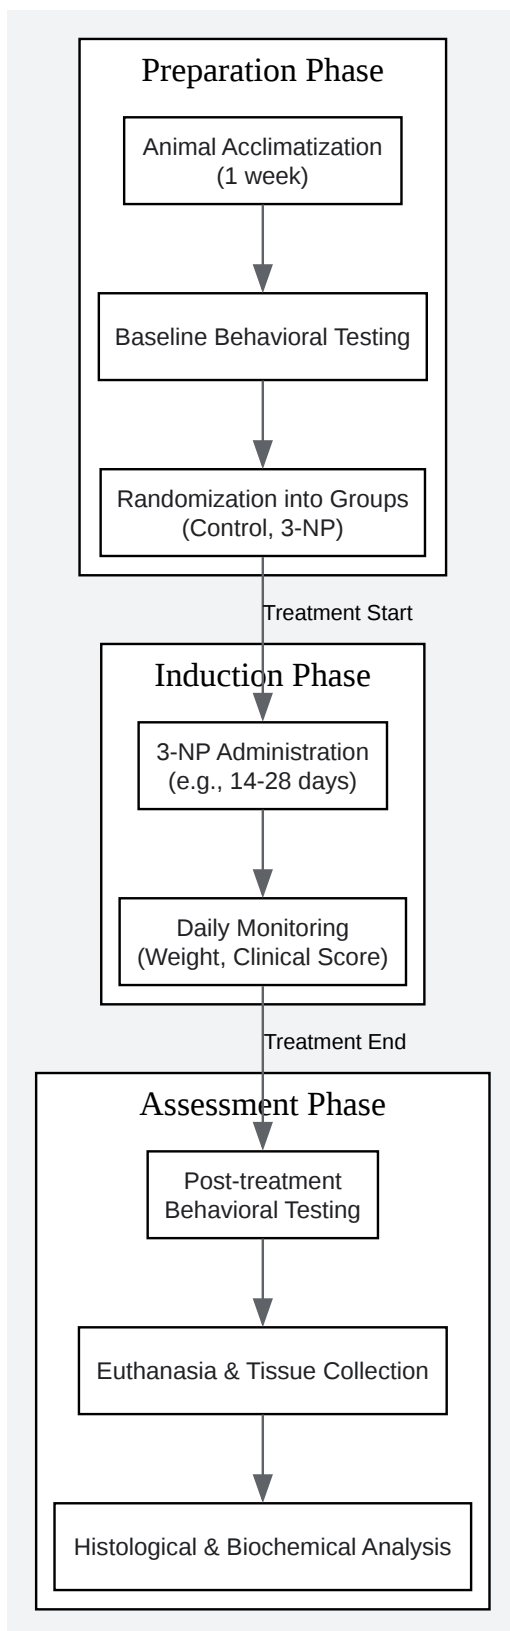 Preparation Phase
Animal Acclimatization
(1 week)
Baseline Behavioral Testing
Randomization into Groups
(Control, 3-NP)
Treatment Start
Induction Phase
3-NP Administration
(e.g., 14-28 days)
Daily Monitoring
(Weight, Clinical Score)
Treatment End
Assessment Phase
Post-treatment
Behavioral Testing
Euthanasia & Tissue Collection
Histological & Biochemical Analysis